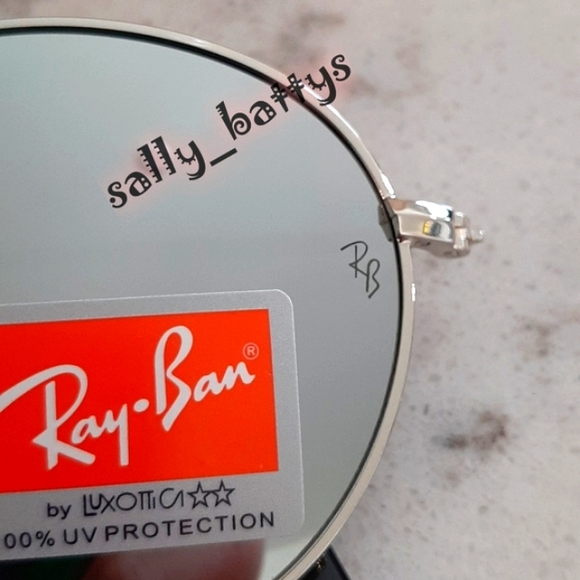 sally_battys
RB
Ray-Ban®
by LUXOTTICA
00% UV PROTECTION